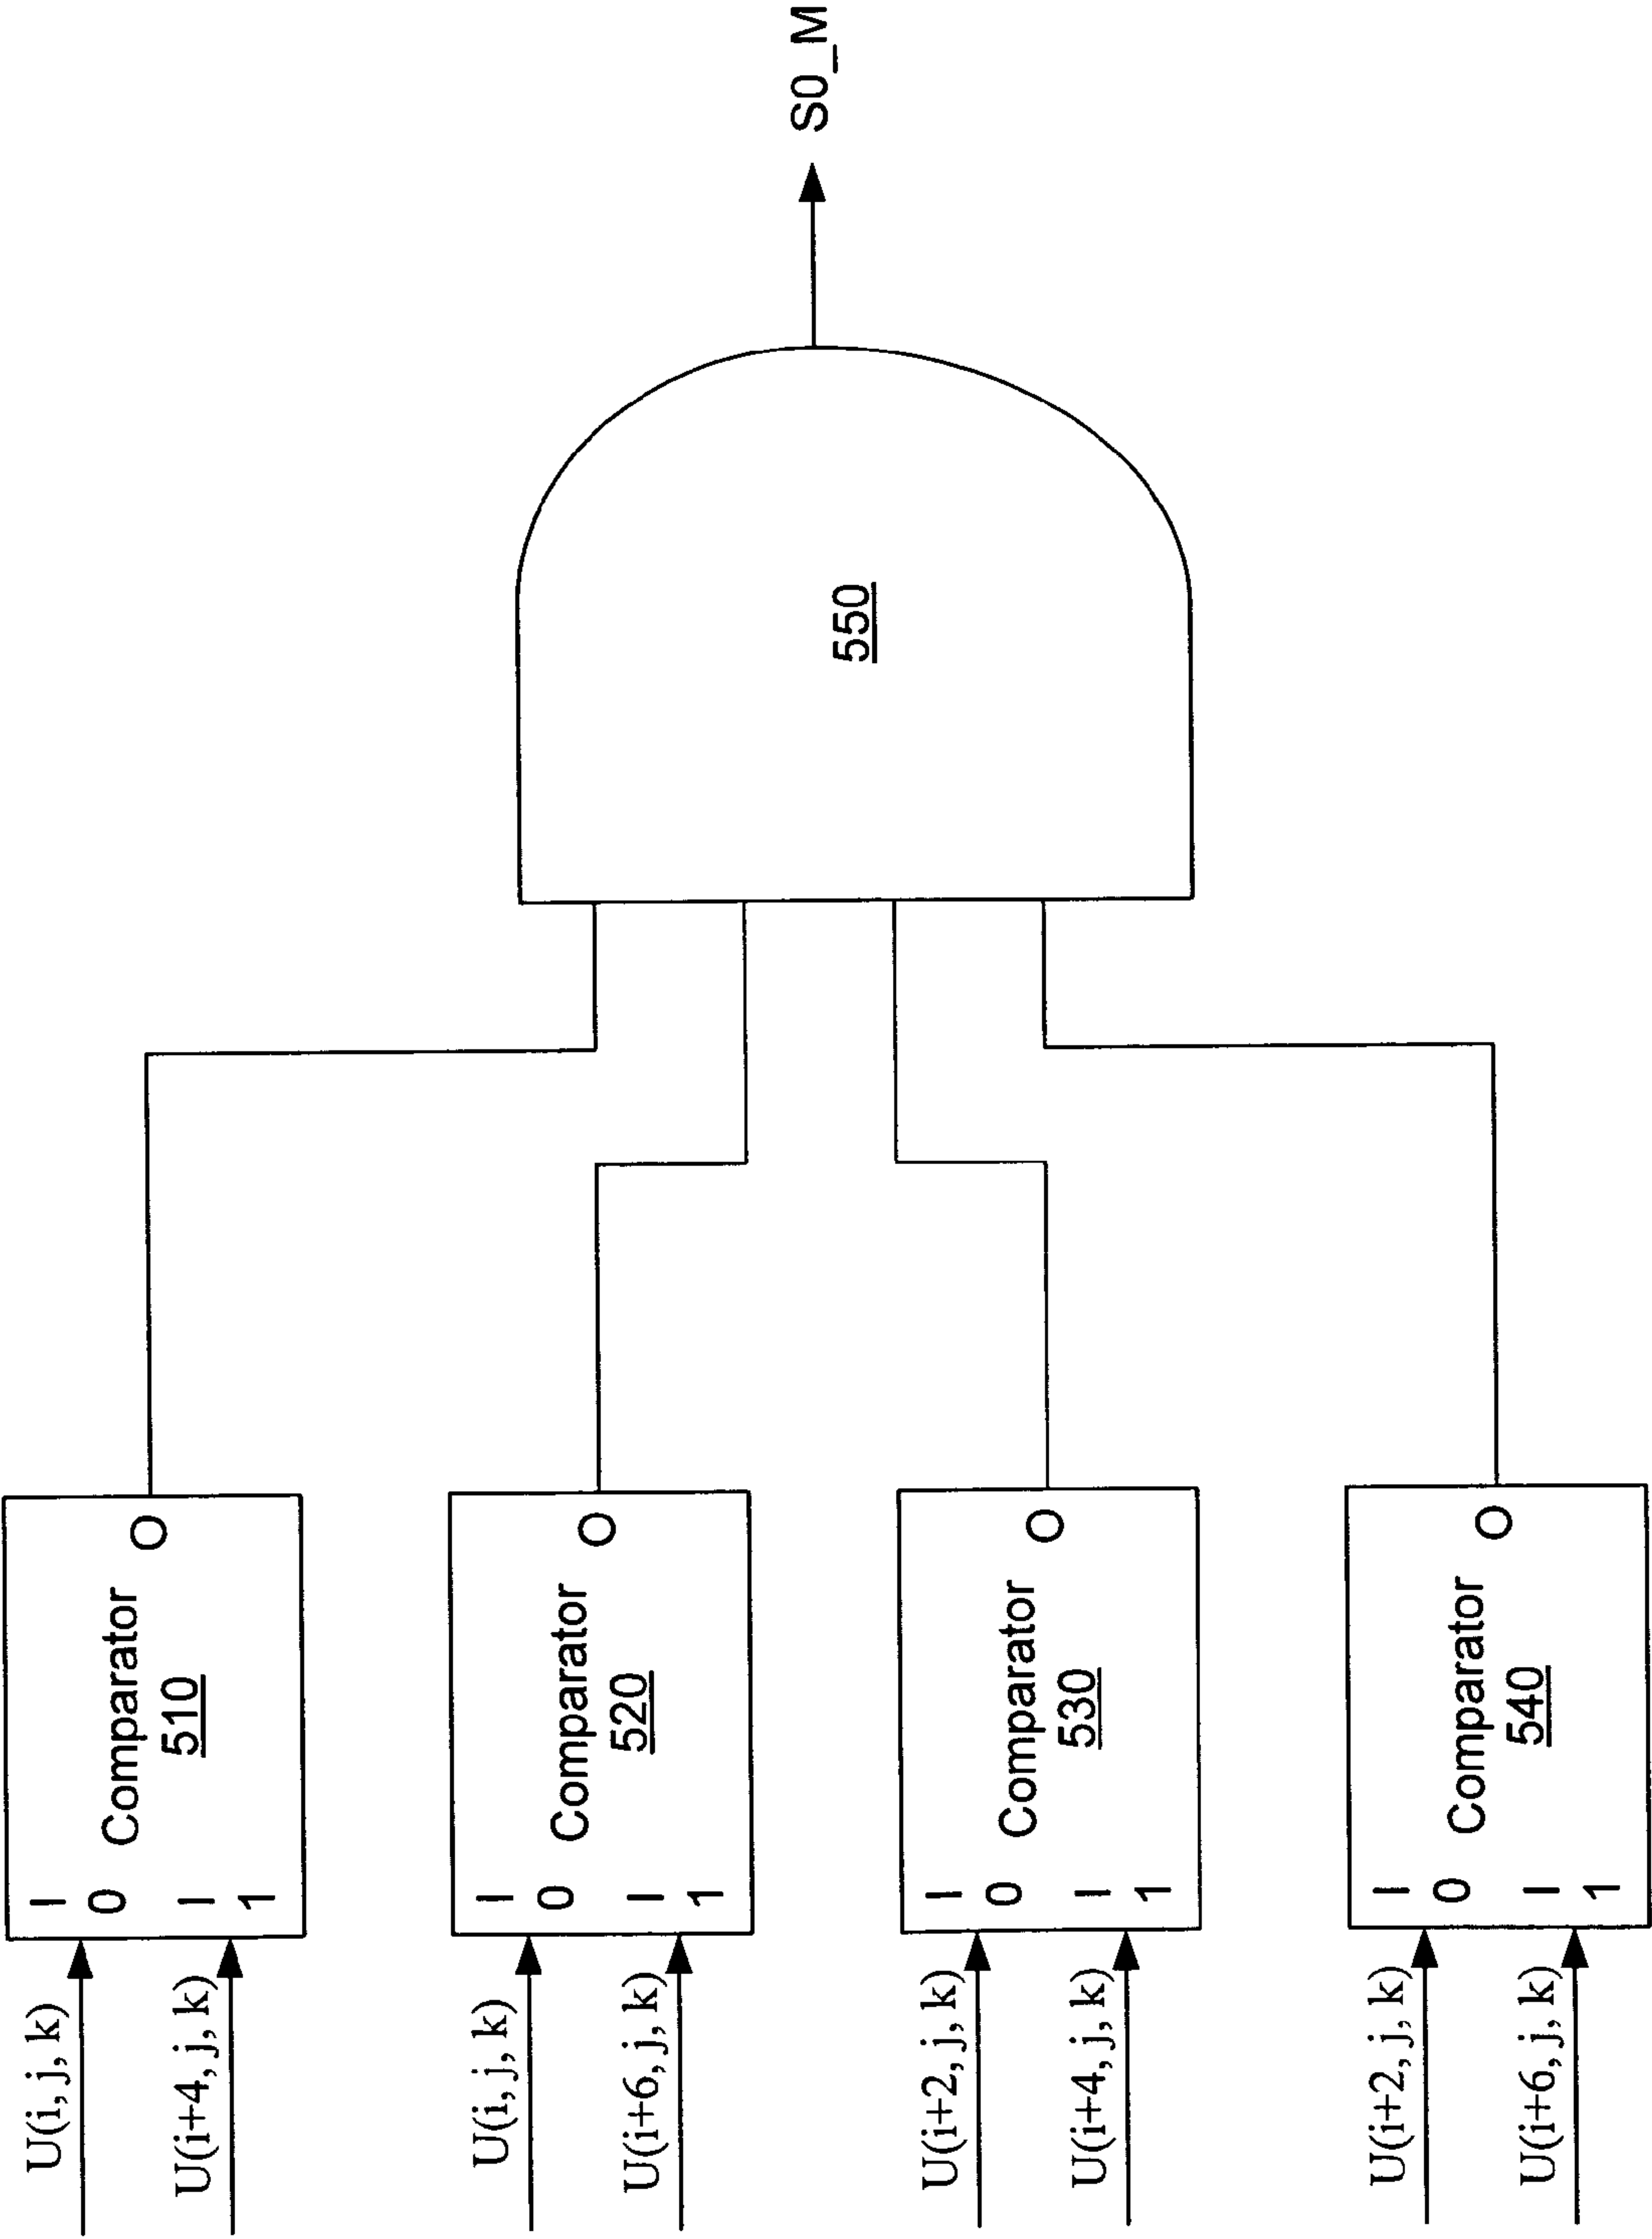 U(i, j, k)
U(i+4, j, k)
I
0
I
1
Comparator
510
O
U(i, j, k)
U(i+6, j, k)
I
0
I
1
Comparator
520
O
U(i+2, j, k)
U(i+4, j, k)
I
0
I
1
Comparator
530
O
U(i+2, j, k)
U(i+6, j, k)
I
0
I
1
Comparator
540
O
550
S0_M